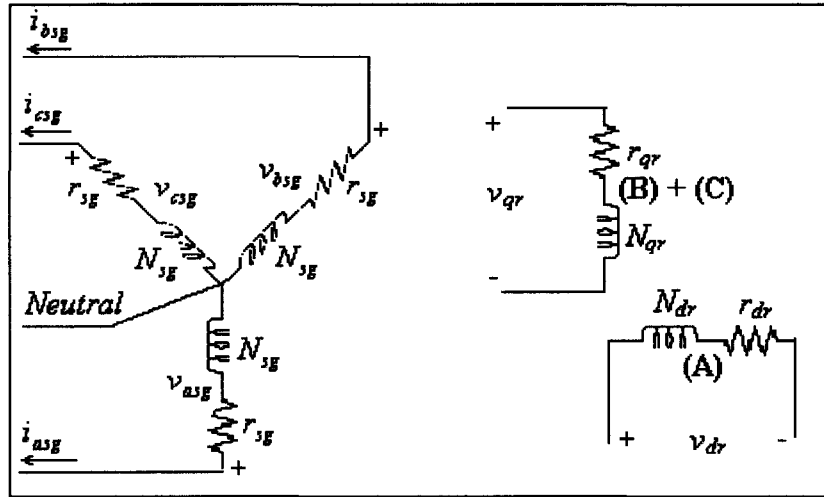 i_bsg
i_csg
+
r_sg
v_csg
N_sg
v_bsg
+
r_sg
N_sg
Neutral
N_sg
v_asg
r_sg
i_asg
+
+
r_qr
v_qr
(B) + (C)
N_qr
-
N_dr r_dr
(A)
+ v_dr -